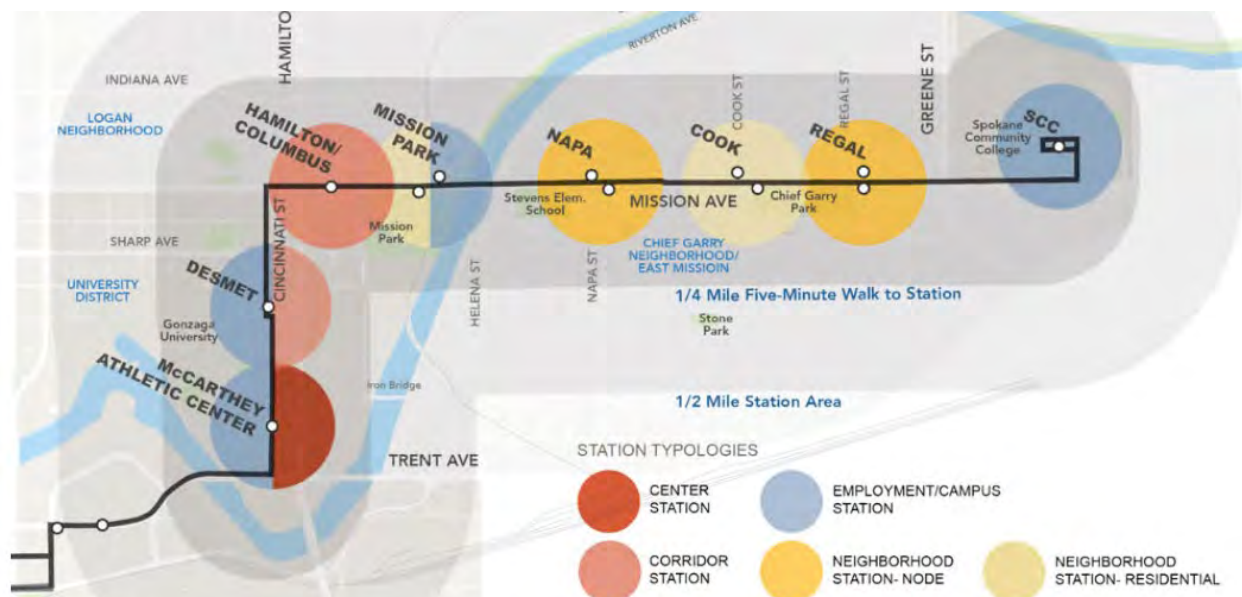 RIVERTON AVE
HAMILTO
INDIANA AVE
LOGAN
NEIGHBORHOOD
HAMILTON/
COLUMBUS
MISSION
PARK
NAPA
COOK ST
COOK
REGAL ST
REGAL
GREENE ST
SCC
Spokane
Community
College
Stevens Elem.
School
MISSION AVE
Chief Garry
Park
Mission
Park
SHARP AVE
CINCINNATI ST
CHIEF GARRY
NEIGHBORHOOD/
EAST MISSIOIN
UNIVERSITY
DISTRICT
DESMET
HELENA ST
NAPA ST
1/4 Mile Five-Minute Walk to Station
Gonzaga
University
Stone
Park
McCARTHEY
ATHLETIC CENTER
Iron Bridge
1/2 Mile Station Area
TRENT AVE
STATION TYPOLOGIES
CENTER
STATION
EMPLOYMENT/CAMPUS
STATION
CORRIDOR
STATION
NEIGHBORHOOD
STATION- NODE
NEIGHBORHOOD
STATION- RESIDENTIAL